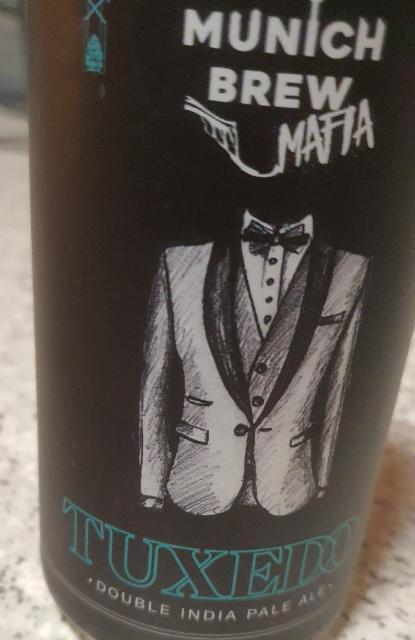 MUNICH
BREW
MAFIA
TUXEDO
•DOUBLE INDIA PALE ALE•